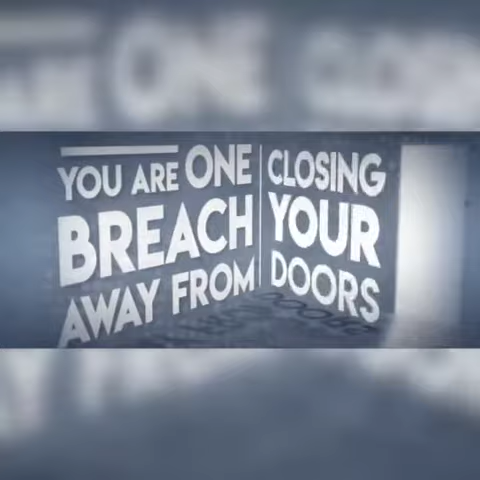 YOU ARE ONE
BREACH
AWAY FROM
CLOSING
YOUR
DOORS